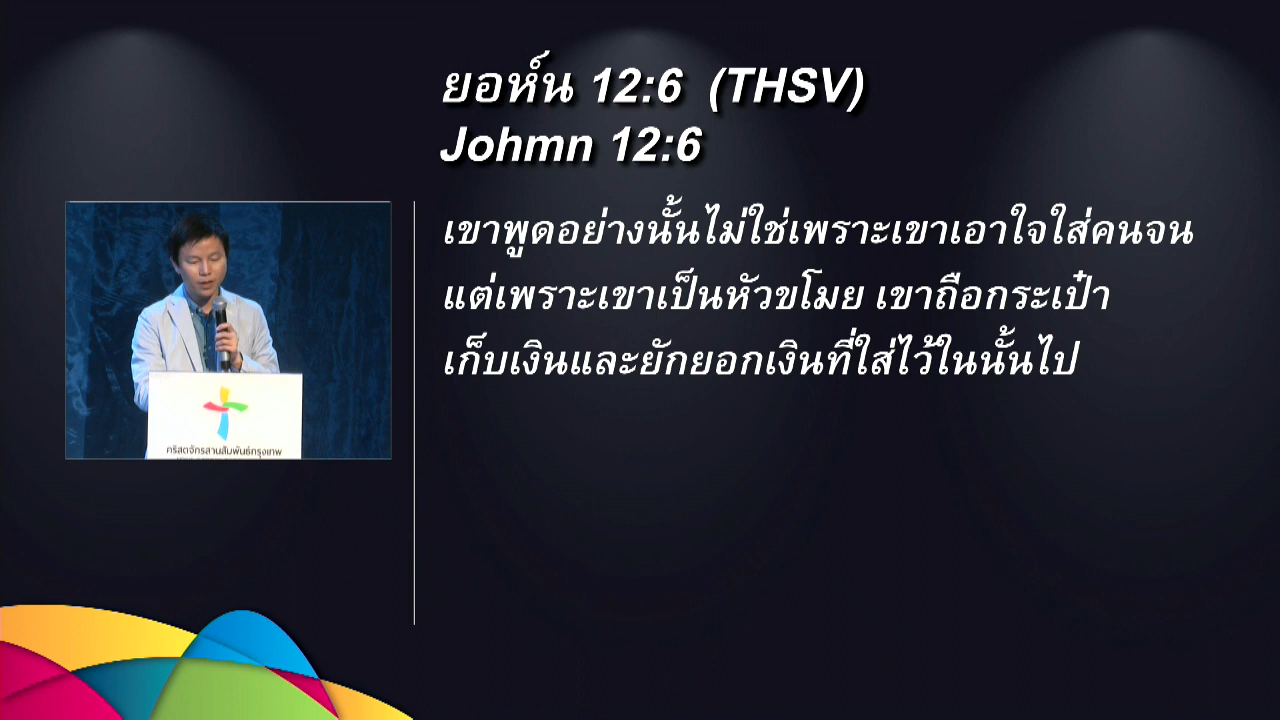 ยอห์น 12:6 (THSV)
Johmn 12:6
เขาพูดอย่างนั้นไม่ใช่เพราะเขาเอาใจใส่คนจน
แต่เพราะเขาเป็นหัวขโมย เขาถือกระเป๋า
เก็บเงินและยักยอกเงินที่ใส่ไว้ในนั้นไป
คริสตจักรสานสัมพันธ์กรุงเทพ